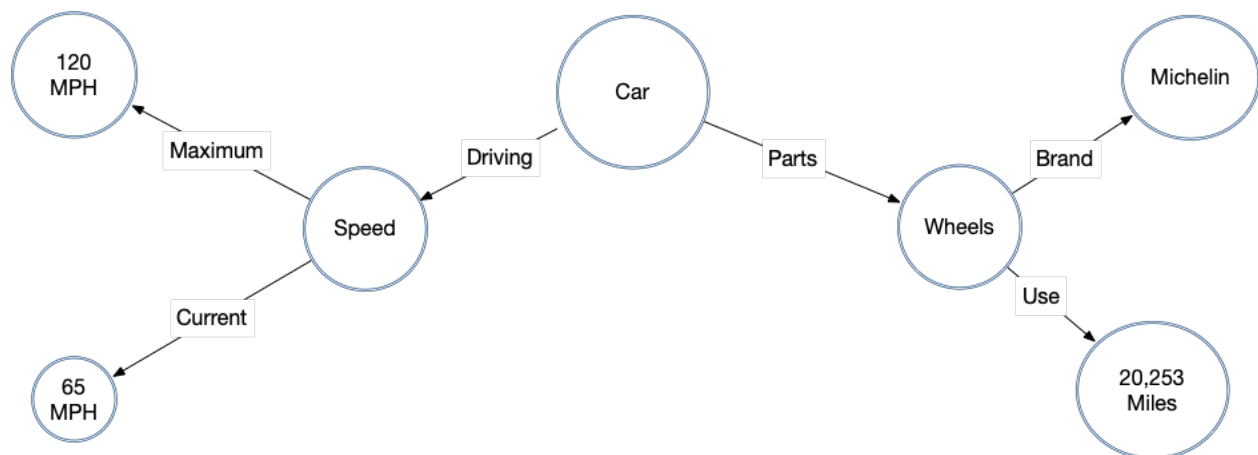 120
MPH
Car
Michelin
Maximum
Driving
Parts
Brand
Speed
Wheels
Current
Use
65
MPH
20,253
Miles